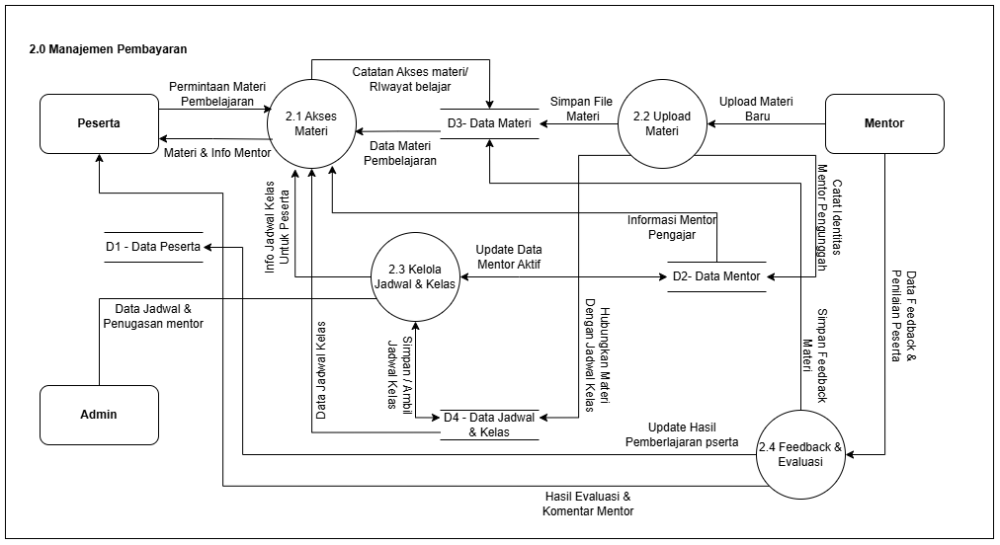 2.0 Manajemen Pembayaran
Permintaan Materi
Pembelajaran
Catatan Akses materi/
RIwayat belajar
Peserta
2.1 Akses
Materi
D3- Data Materi
Simpan File
Materi
2.2 Upload
Materi
Upload Materi
Baru
Mentor
Materi & Info Mentor
Data Materi
Pembelajaran
Info Jadwal Kelas
Untuk Peserta
Informasi Mentor
Pengajar
Catat Identitas
Mentor Pengunggah
D1 - Data Peserta
2.3 Kelola
Jadwal & Kelas
Update Data
Mentor Aktif
D2- Data Mentor
Data Feedback &
Penilaian Peserta
Data Jadwal &
Penugasan mentor
Data Jadwal Kelas
Simpan / Ambil
Jadwal Kelas
Hubungkan Materi
Dengan Jadwal Kelas
Simpan Feedback
Materi
Admin
D4 - Data Jadwal
& Kelas
Update Hasil
Pemberlajaran pserta
2.4 Feedback &
Evaluasi
Hasil Evaluasi &
Komentar Mentor